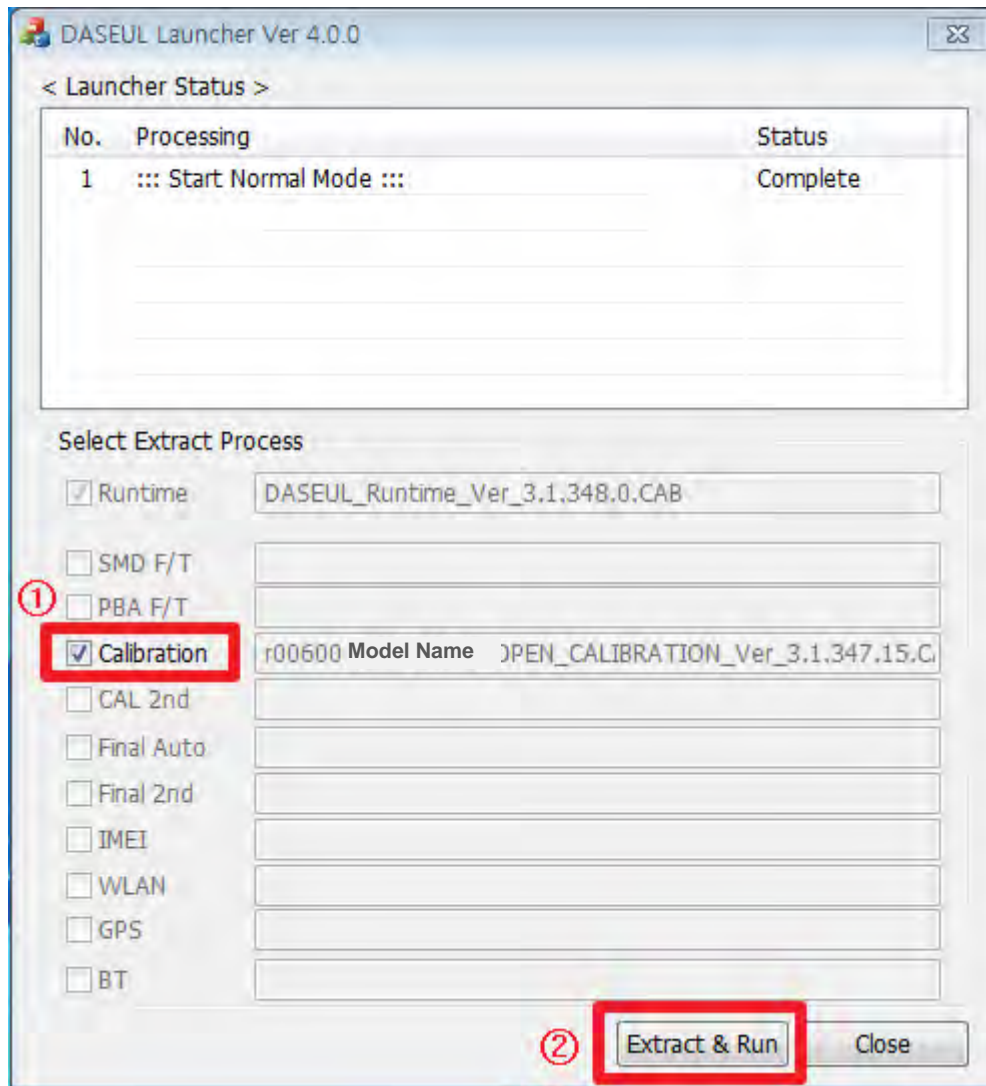 DASEUL Launcher Ver 4.0.0
< Launcher Status >
No. Processing Status
1 ::: Start Normal Mode ::: Complete
Select Extract Process
Runtime DASEUL_Runtime_Ver_3.1.348.0.CAB
SMD F/T
① PBA F/T
Calibration r00600 Model Name OPEN_CALIBRATION_Ver_3.1.347.15.CA
CAL 2nd
Final Auto
Final 2nd
IMEI
WLAN
GPS
BT
② Extract & Run Close